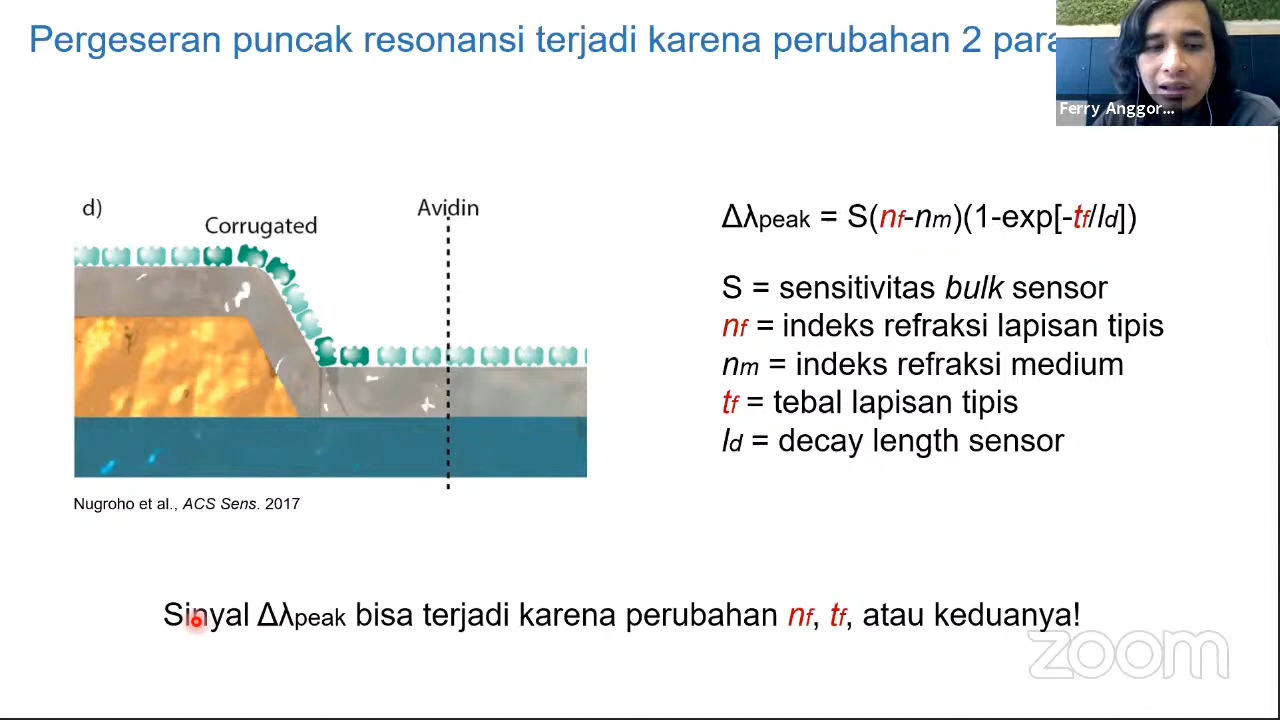 Pergeseran puncak resonansi terjadi karena perubahan 2
Ferry Anggor...
d)
Corrugated
Avidin
Nugroho et al., ACS Sens. 2017
Δλpeak = S(nf-nm)(1-exp[-tf/ld])
S = sensitivitas bulk sensor
nf = indeks refraksi lapisan tipis
nm = indeks refraksi medium
tf = tebal lapisan tipis
ld = decay length sensor
Sinyal Δλpeak bisa terjadi karena perubahan nf, tf, atau keduanya!
zoom